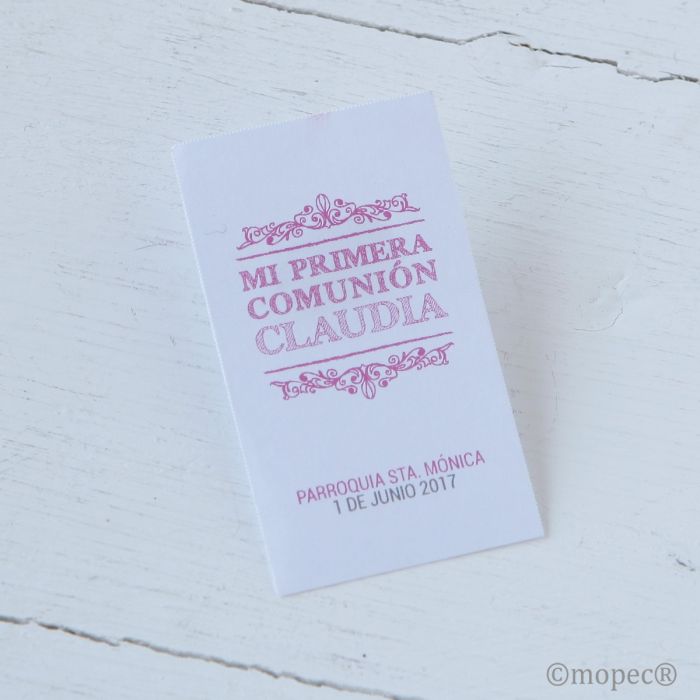 MI PRIMERA
COMUNIÓN
CLAUDIA
PARROQUIA STA. MÓNICA
1 DE JUNIO 2017
©mopec®